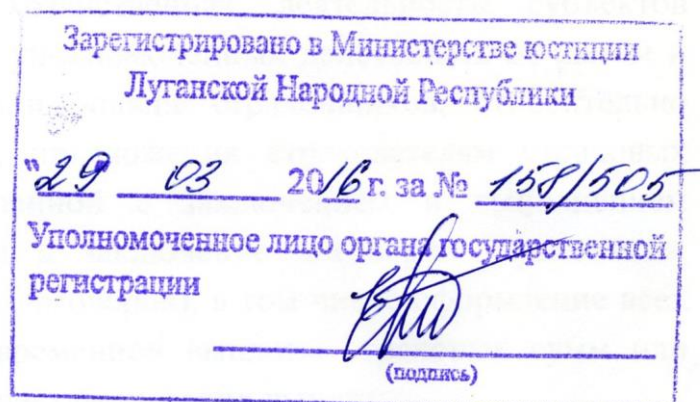 Зарегистрировано в Министерстве юстиции
Луганской Народной Республики
"29" 03 2016 г. за № 158/505
Уполномоченное лицо органа государственной
регистрации
(подпись)